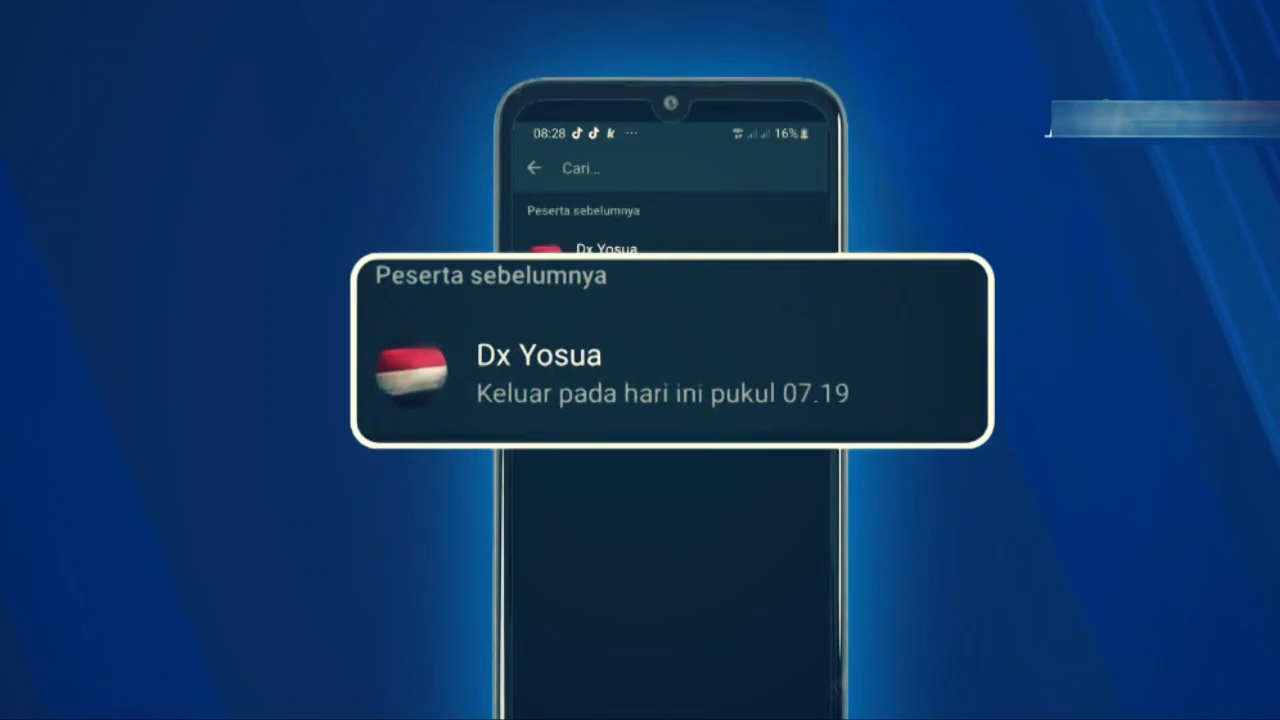 08:28 ... 16%
Cari...
Peserta sebelumnya
Dx Yosua
Peserta sebelumnya
Dx Yosua
Keluar pada hari ini pukul 07.19